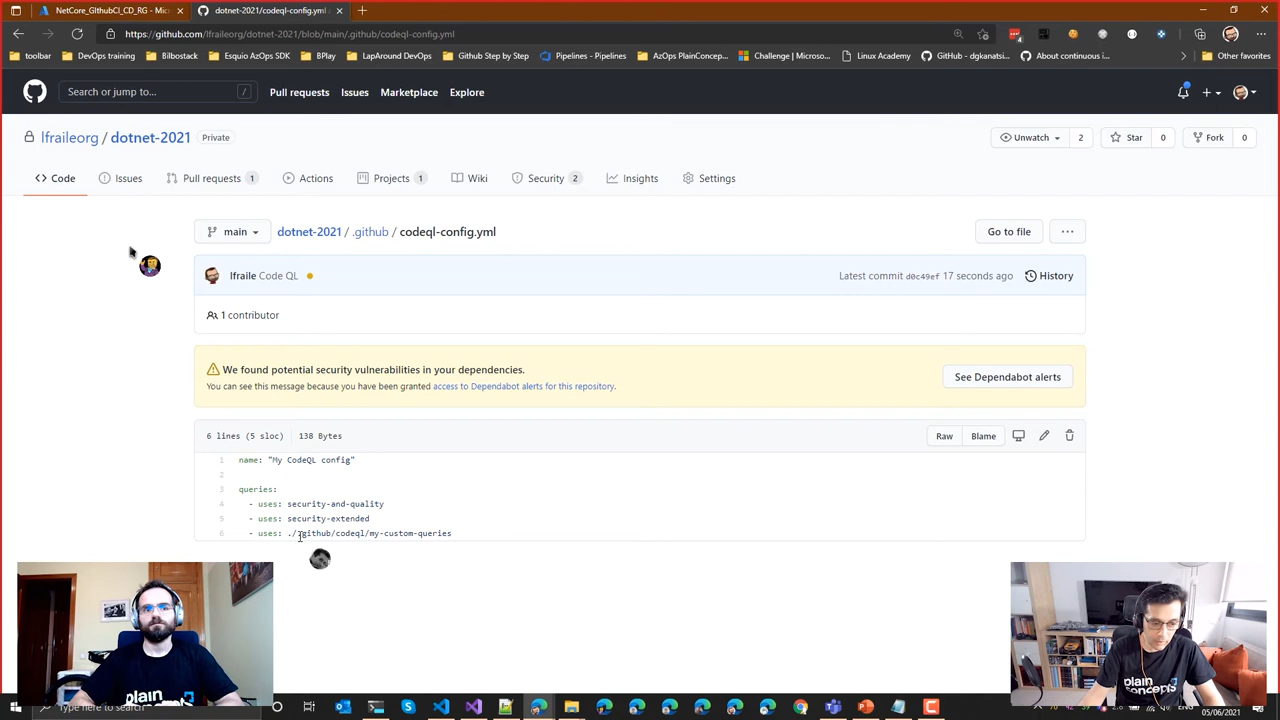 NetCore_GIthubCI_CD_RG - Mic
dotnet-2021/codeql-config.yml
https://github.com/lfraileorg/dotnet-2021/blob/main/.github/codeql-config.yml
4
toolbar
DevOps training
Bilbostack
Esquio AzOps SDK
BPlay
LapAround DevOps
Github Step by Step
Pipelines - Pipelines
AzOps PlainConcep...
Challenge | Microso...
Linux Academy
GitHub - dgkanatsi...
About continuous i...
Other favorites
Search or jump to...
/
Pull requests
Issues
Marketplace
Explore
lfraileorg / dotnet-2021
Private
Unwatch
2
Star
0
Fork
0
Code
Issues
Pull requests
1
Actions
Projects
1
Wiki
Security
2
Insights
Settings
main
dotnet-2021 / .github / codeql-config.yml
Go to file
lfraile Code QL
Latest commit d0c49ef 17 seconds ago
History
1 contributor
We found potential security vulnerabilities in your dependencies.
You can see this message because you have been granted access to Dependabot alerts for this repository.
See Dependabot alerts
6 lines (5 sloc)
138 Bytes
Raw
Blame
1 name: "My CodeQL config"
2
3 queries:
4 - uses: security-and-quality
5 - uses: security-extended
6 - uses: ./.github/codeql/my-custom-queries
plain
concepts
plain
concepts
Type here to search
ENG
05/06/2021